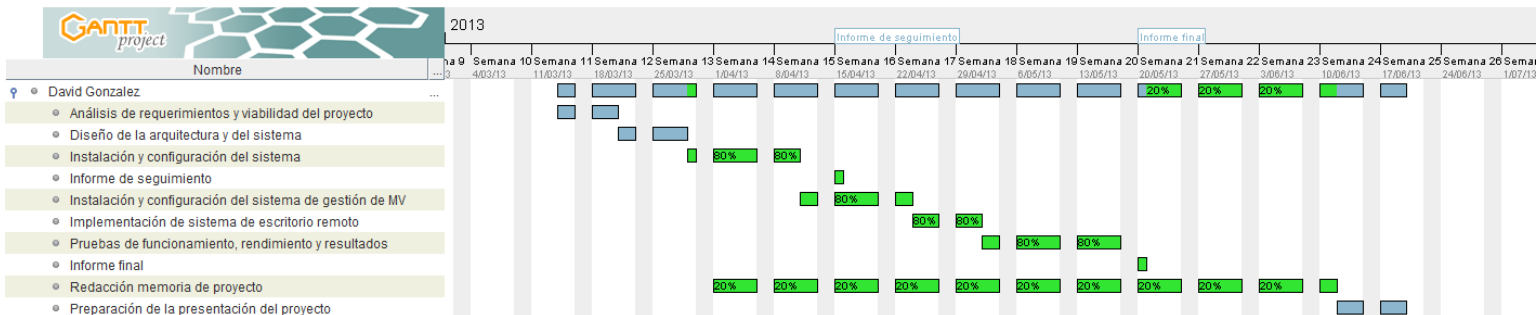 GANTT
project
2013
Informe de seguimiento
Informe final
Nombre
...
na 9 Semana 10 Semana 11 Semana 12 Semana 13 Semana 14 Semana 15 Semana 16 Semana 17 Semana 18 Semana 19 Semana 20 Semana 21 Semana 22 Semana 23 Semana 24 Semana 25 Semana 26 Seman
3 4/03/13 11/03/13 18/03/13 25/03/13 1/04/13 8/04/13 15/04/13 22/04/13 29/04/13 6/05/13 13/05/13 20/05/13 27/05/13 3/06/13 10/06/13 17/06/13 24/06/13 1/07/13
David Gonzalez ... 20% 20% 20%
Análisis de requerimientos y viabilidad del proyecto
Diseño de la arquitectura y del sistema
Instalación y configuración del sistema 80% 80%
Informe de seguimiento
Instalación y configuración del sistema de gestión de MV 80%
Implementación de sistema de escritorio remoto 80% 80%
Pruebas de funcionamiento, rendimiento y resultados 80% 80%
Informe final
Redacción memoria de proyecto 20% 20% 20% 20% 20% 20% 20% 20% 20% 20%
Preparación de la presentación del proyecto